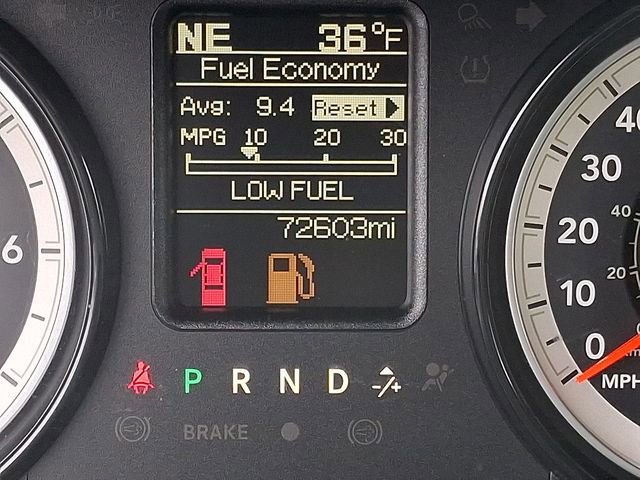 NE 36°F
Fuel Economy
Avg: 9.4 Reset
MPG 10 20 30
LOW FUEL
72603mi
6
40
30
20
10
0
40
20
MPH
P R N D -/+
BRAKE